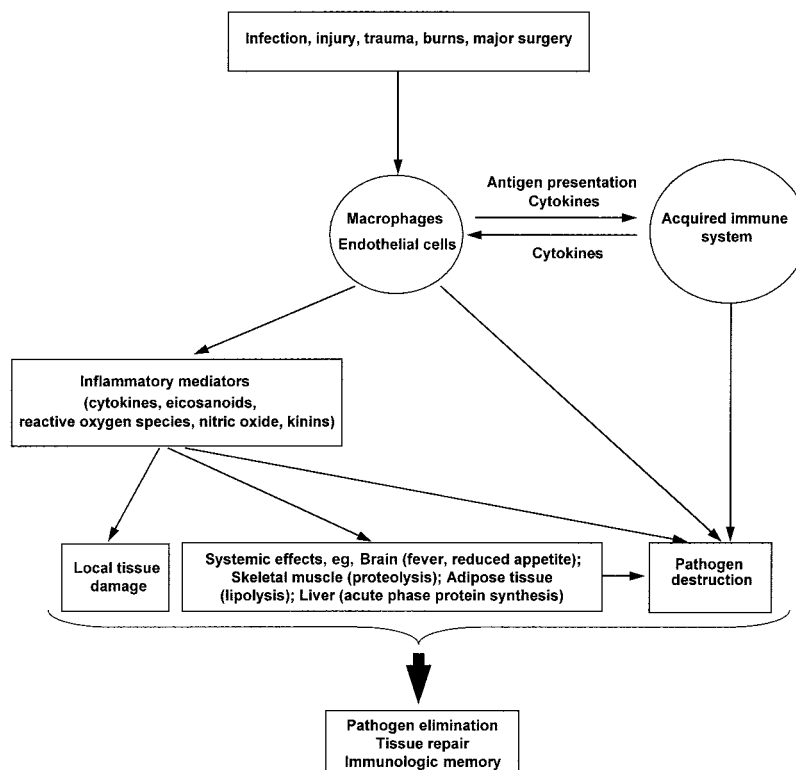 Infection, injury, trauma, burns, major surgery
Antigen presentation
Cytokines
Macrophages
Endothelial cells
Acquired immune
system
Cytokines
Inflammatory mediators
(cytokines, eicosanoids,
reactive oxygen species, nitric oxide, kinins)
Local tissue
damage
Systemic effects, eg, Brain (fever, reduced appetite);
Skeletal muscle (proteolysis); Adipose tissue
(lipolysis); Liver (acute phase protein synthesis)
Pathogen
destruction
Pathogen elimination
Tissue repair
Immunologic memory